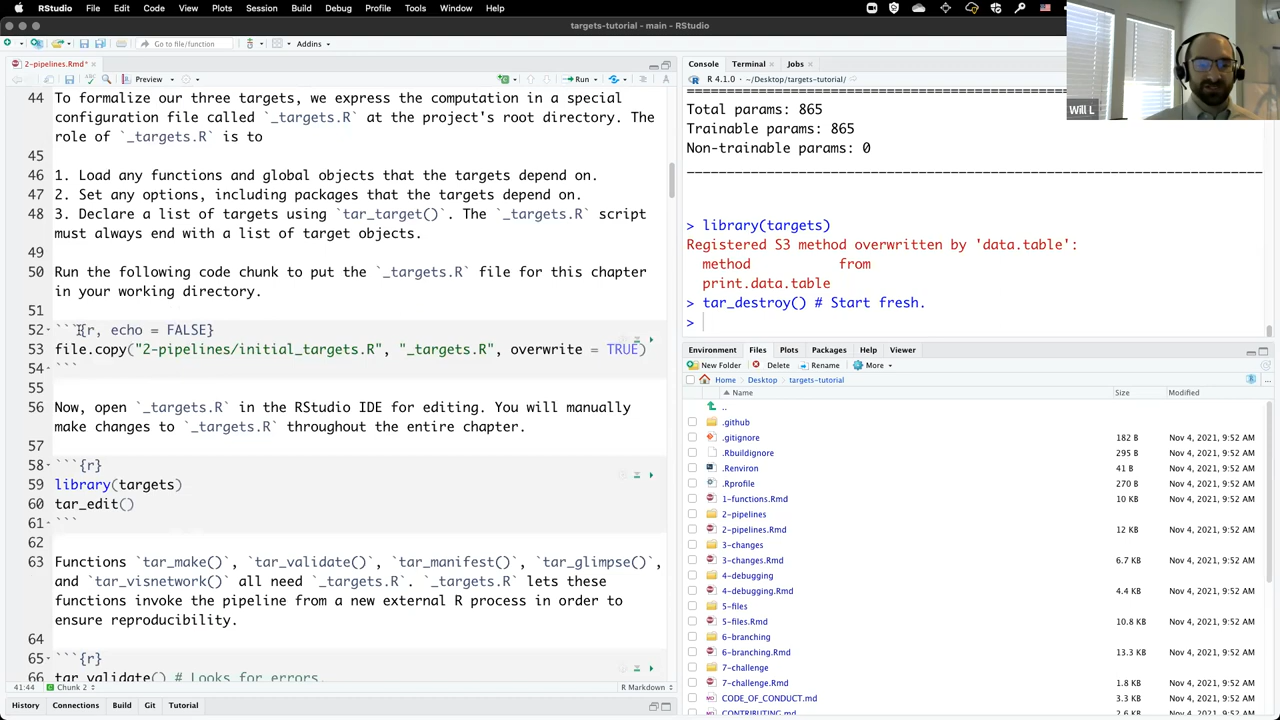 RStudio File Edit Code View Plots Session Build Debug Profile Tools Window Help
targets-tutorial - main - RStudio
Go to file/function Addins
2-pipelines.Rmd*
Preview Run
44 To formalize our three targets, we express the computation in a special
configuration file called `_targets.R` at the project's root directory. The
role of `_targets.R` is to
45
46 1. Load any functions and global objects that the targets depend on.
47 2. Set any options, including packages that the targets depend on.
48 3. Declare a list of targets using `tar_target()`. The `_targets.R` script
must always end with a list of target objects.
49
50 Run the following code chunk to put the `_targets.R` file for this chapter
in your working directory.
51
52 ```{r, echo = FALSE}
53 file.copy("2-pipelines/initial_targets.R", "_targets.R", overwrite = TRUE)
54 ```
55
56 Now, open `_targets.R` in the RStudio IDE for editing. You will manually
make changes to `_targets.R` throughout the entire chapter.
57
58 ```{r}
59 library(targets)
60 tar_edit()
61 ```
62
63 Functions `tar_make()`, `tar_validate()`, `tar_manifest()`, `tar_glimpse()`,
and `tar_visnetwork()` all need `_targets.R`. `_targets.R` lets these
functions invoke the pipeline from a new external R process in order to
ensure reproducibility.
64
65 ```{r}
tar_validate() # Looks for errors.
41:44 Chunk 2 R Markdown
History Connections Build Git Tutorial
Console Terminal Jobs
R 4.1.0 · ~/Desktop/targets-tutorial/
Total params: 865
Trainable params: 865
Non-trainable params: 0
> library(targets)
Registered S3 method overwritten by 'data.table':
method from
print.data.table
> tar_destroy() # Start fresh.
>
Environment Files Plots Packages Help Viewer
New Folder Delete Rename More
Home Desktop targets-tutorial
Name Size Modified
..
.github
.gitignore 182 B Nov 4, 2021, 9:52 AM
.Rbuildignore 295 B Nov 4, 2021, 9:52 AM
.Renviron 41 B Nov 4, 2021, 9:52 AM
.Rprofile 270 B Nov 4, 2021, 9:52 AM
1-functions.Rmd 10 KB Nov 4, 2021, 9:52 AM
2-pipelines
2-pipelines.Rmd 12 KB Nov 4, 2021, 9:52 AM
3-changes
3-changes.Rmd 6.7 KB Nov 4, 2021, 9:52 AM
4-debugging
4-debugging.Rmd 4.4 KB Nov 4, 2021, 9:52 AM
5-files
5-files.Rmd 10.8 KB Nov 4, 2021, 9:52 AM
6-branching
6-branching.Rmd 13.3 KB Nov 4, 2021, 9:52 AM
7-challenge
7-challenge.Rmd 1.8 KB Nov 4, 2021, 9:52 AM
CODE_OF_CONDUCT.md 3.3 KB Nov 4, 2021, 9:52 AM
CONTRIBUTING.md 2.6 KB Nov 4, 2021, 9:52 AM
Will L